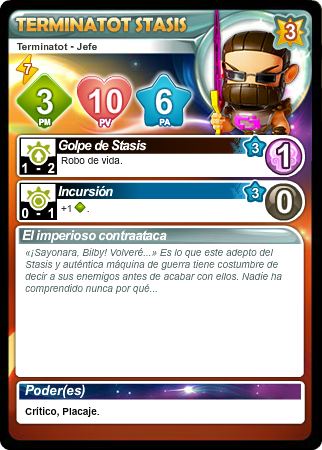 TERMINATOT STASIS
3
Terminatot - Jefe
7
3
PM
10
PV
6
PA
Golpe de Stasis
3
1
1 - 2
Robo de vida.
Incursión
3
0
0 - 1
+1 .
El imperioso contraataca
«¡Sayonara, Bilby! Volveré...» Es lo que este adepto del
Stasis y auténtica máquina de guerra tiene costumbre de
decir a sus enemigos antes de acabar con ellos. Nadie ha
comprendido nunca por qué...
Poder(es)
Crítico, Placaje.